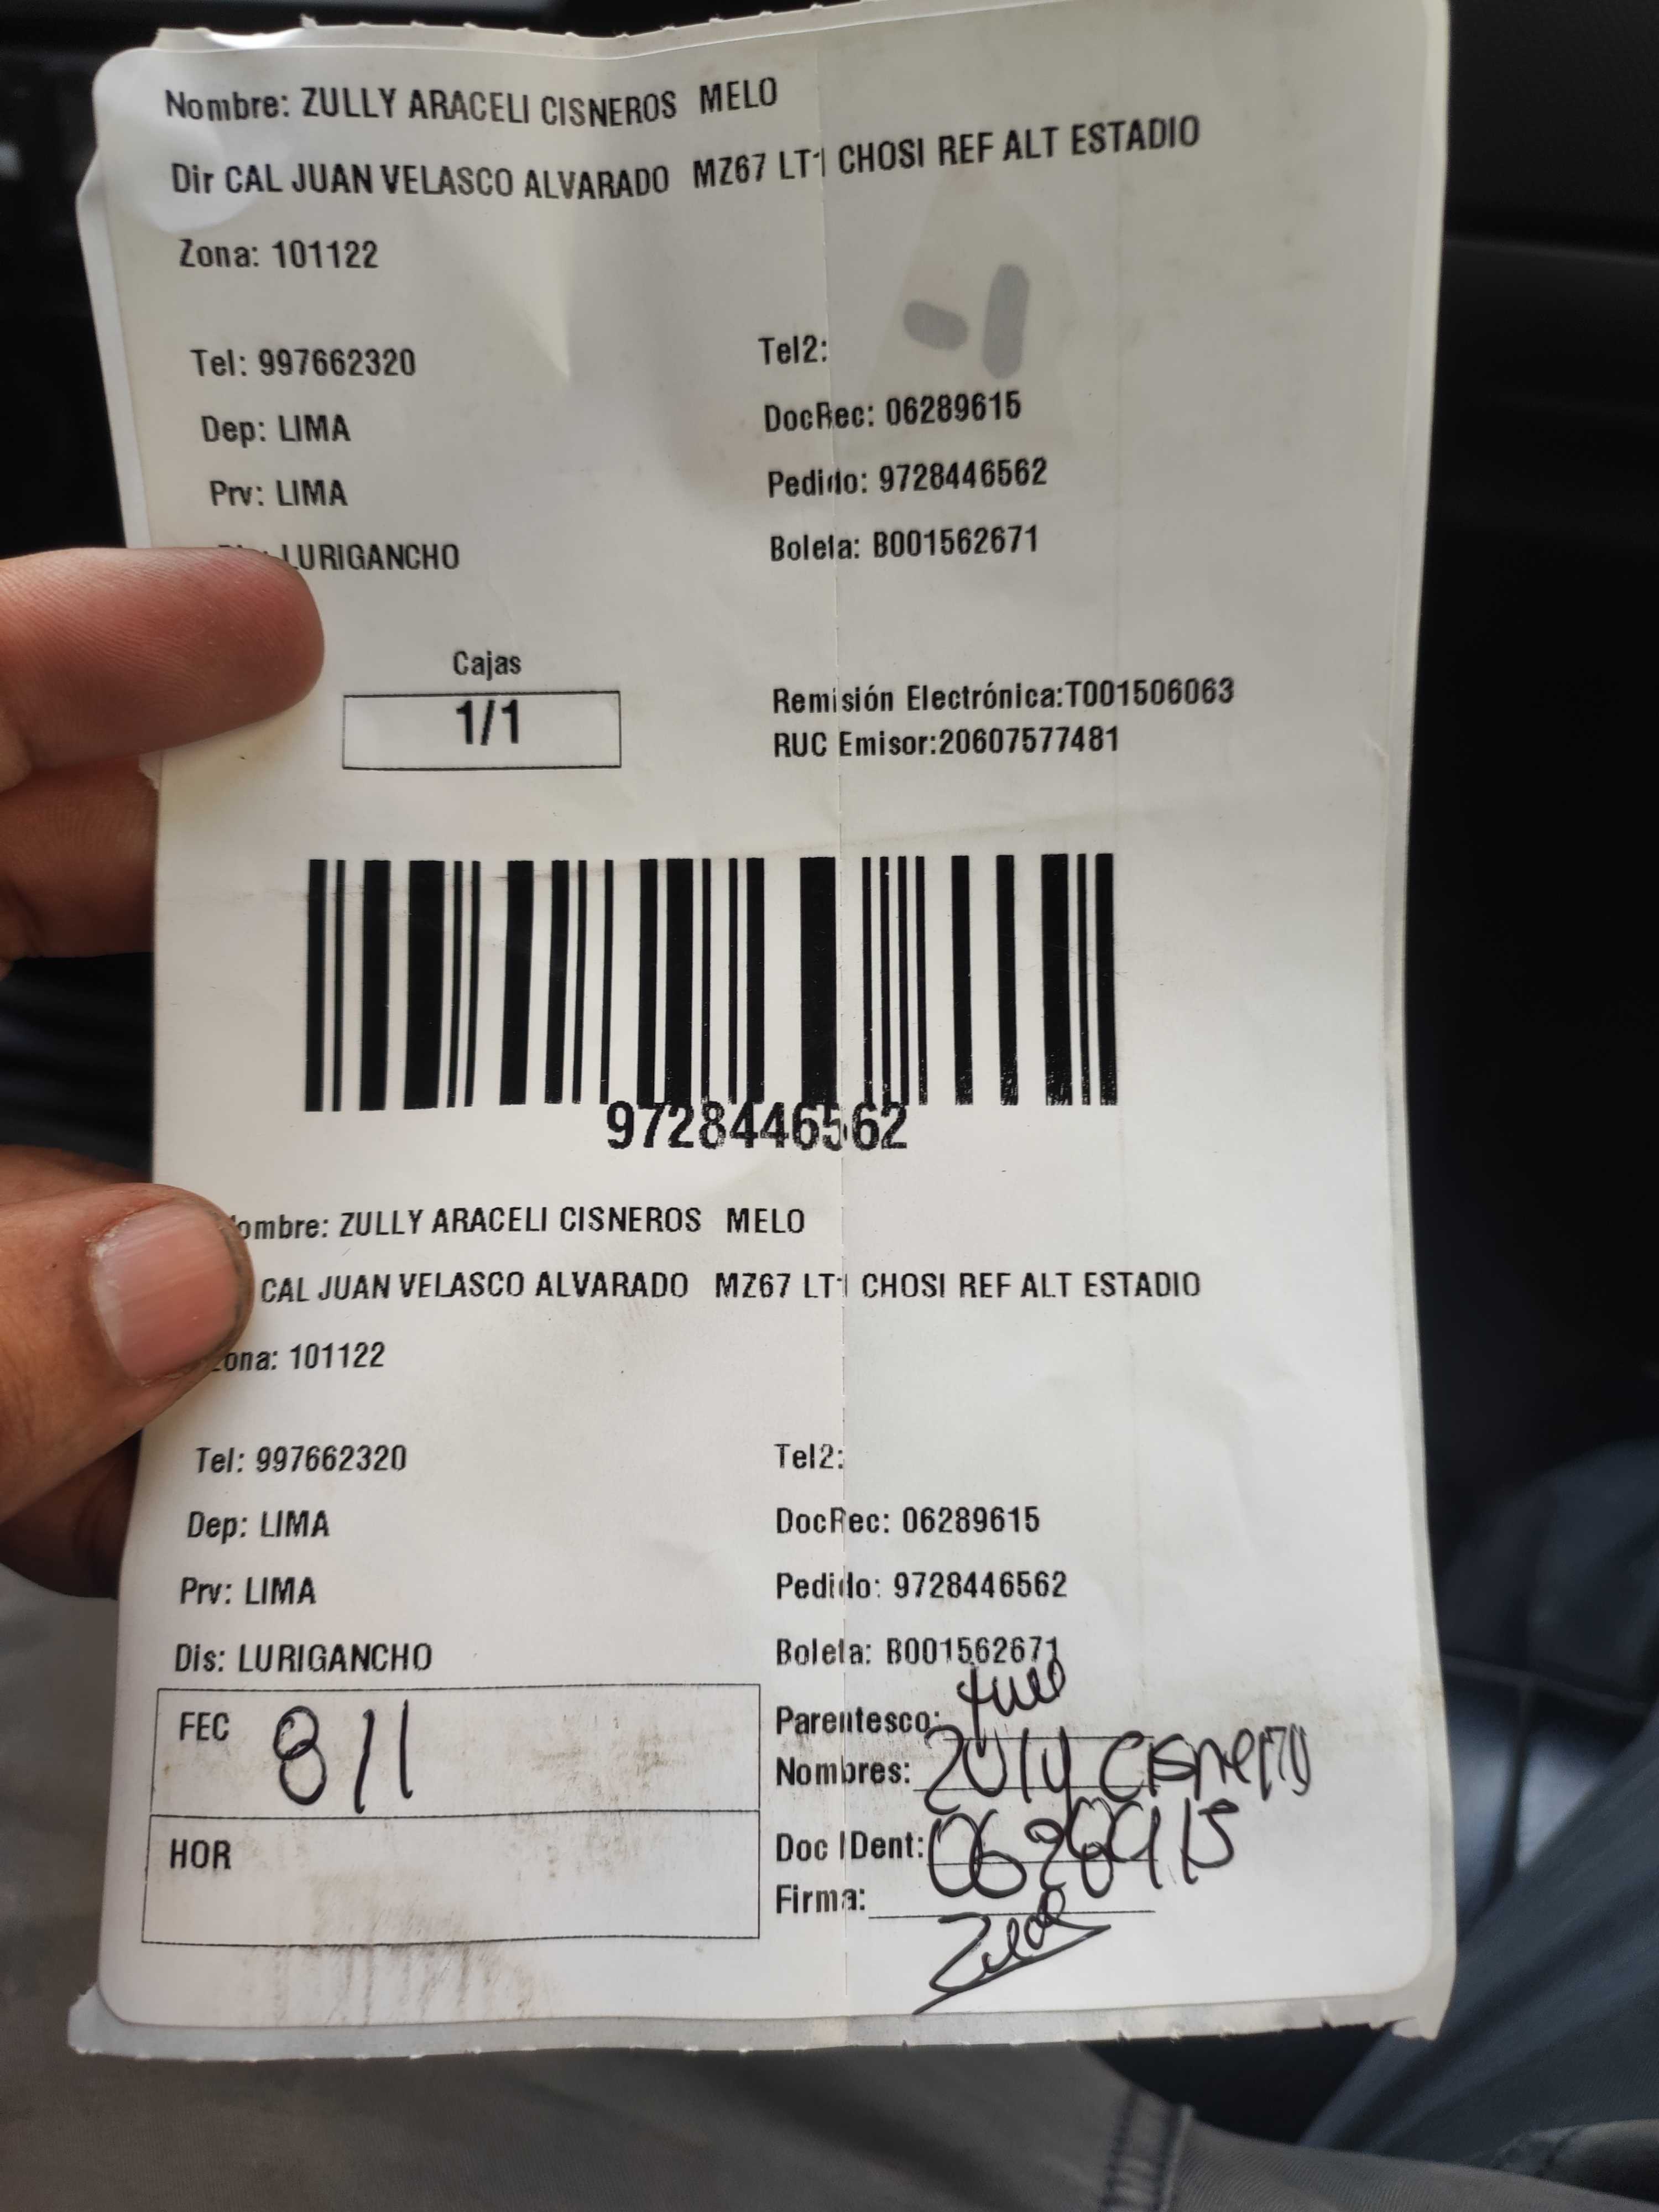 Nombre: ZULLY ARACELI CISNEROS MELO
Dir CAL JUAN VELASCO ALVARADO MZ67 LT1 CHOSI REF ALT ESTADIO
Zona: 101122
Tel: 997662320 Tel2:
Dep: LIMA DocRec: 06289615
Prv: LIMA Pedido: 9728446562
LURIGANCHO Boleta: B001562671
Cajas
1/1
Remisión Electrónica:T001506063
RUC Emisor:20607577481
9728446562
ombre: ZULLY ARACELI CISNEROS MELO
CAL JUAN VELASCO ALVARADO MZ67 LT1 CHOSI REF ALT ESTADIO
ona: 101122
Tel: 997662320 Tel2:
Dep: LIMA DocRec: 06289615
Prv: LIMA Pedido: 9728446562
Dis: LURIGANCHO Boleta: B001562671
FEC 8/1
Parentesco:
Nombres: Zully Cisneros
HOR
Doc IDent:
Firma: